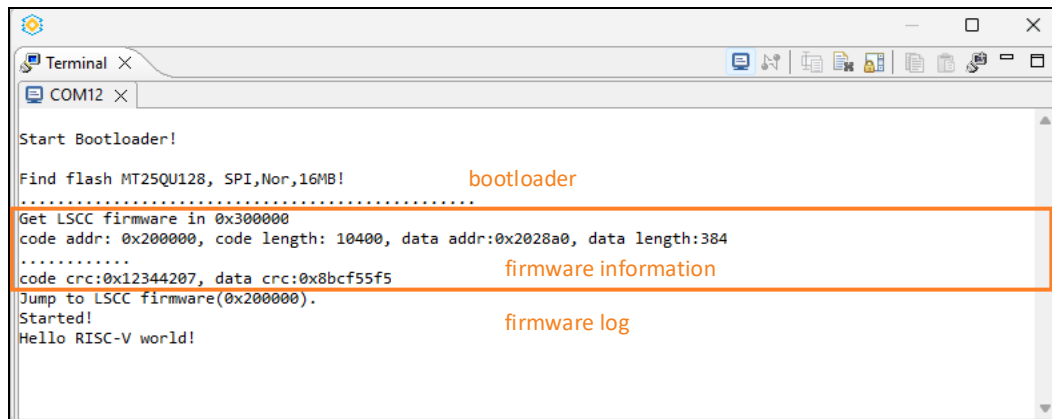 Terminal
COM12
Start Bootloader!
Find flash MT25QU128, SPI,Nor,16MB!
bootloader
..................................................
Get LSCC firmware in 0x300000
code addr: 0x200000, code length: 10400, data addr:0x2028a0, data length:384
............
firmware information
code crc:0x12344207, data crc:0x8bcf55f5
Jump to LSCC firmware(0x200000).
Started!
firmware log
Hello RISC-V world!